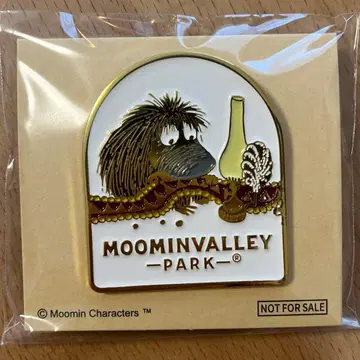 MOOMINVALLEY
—PARK—®
© Moomin Characters ™
NOT FOR SALE